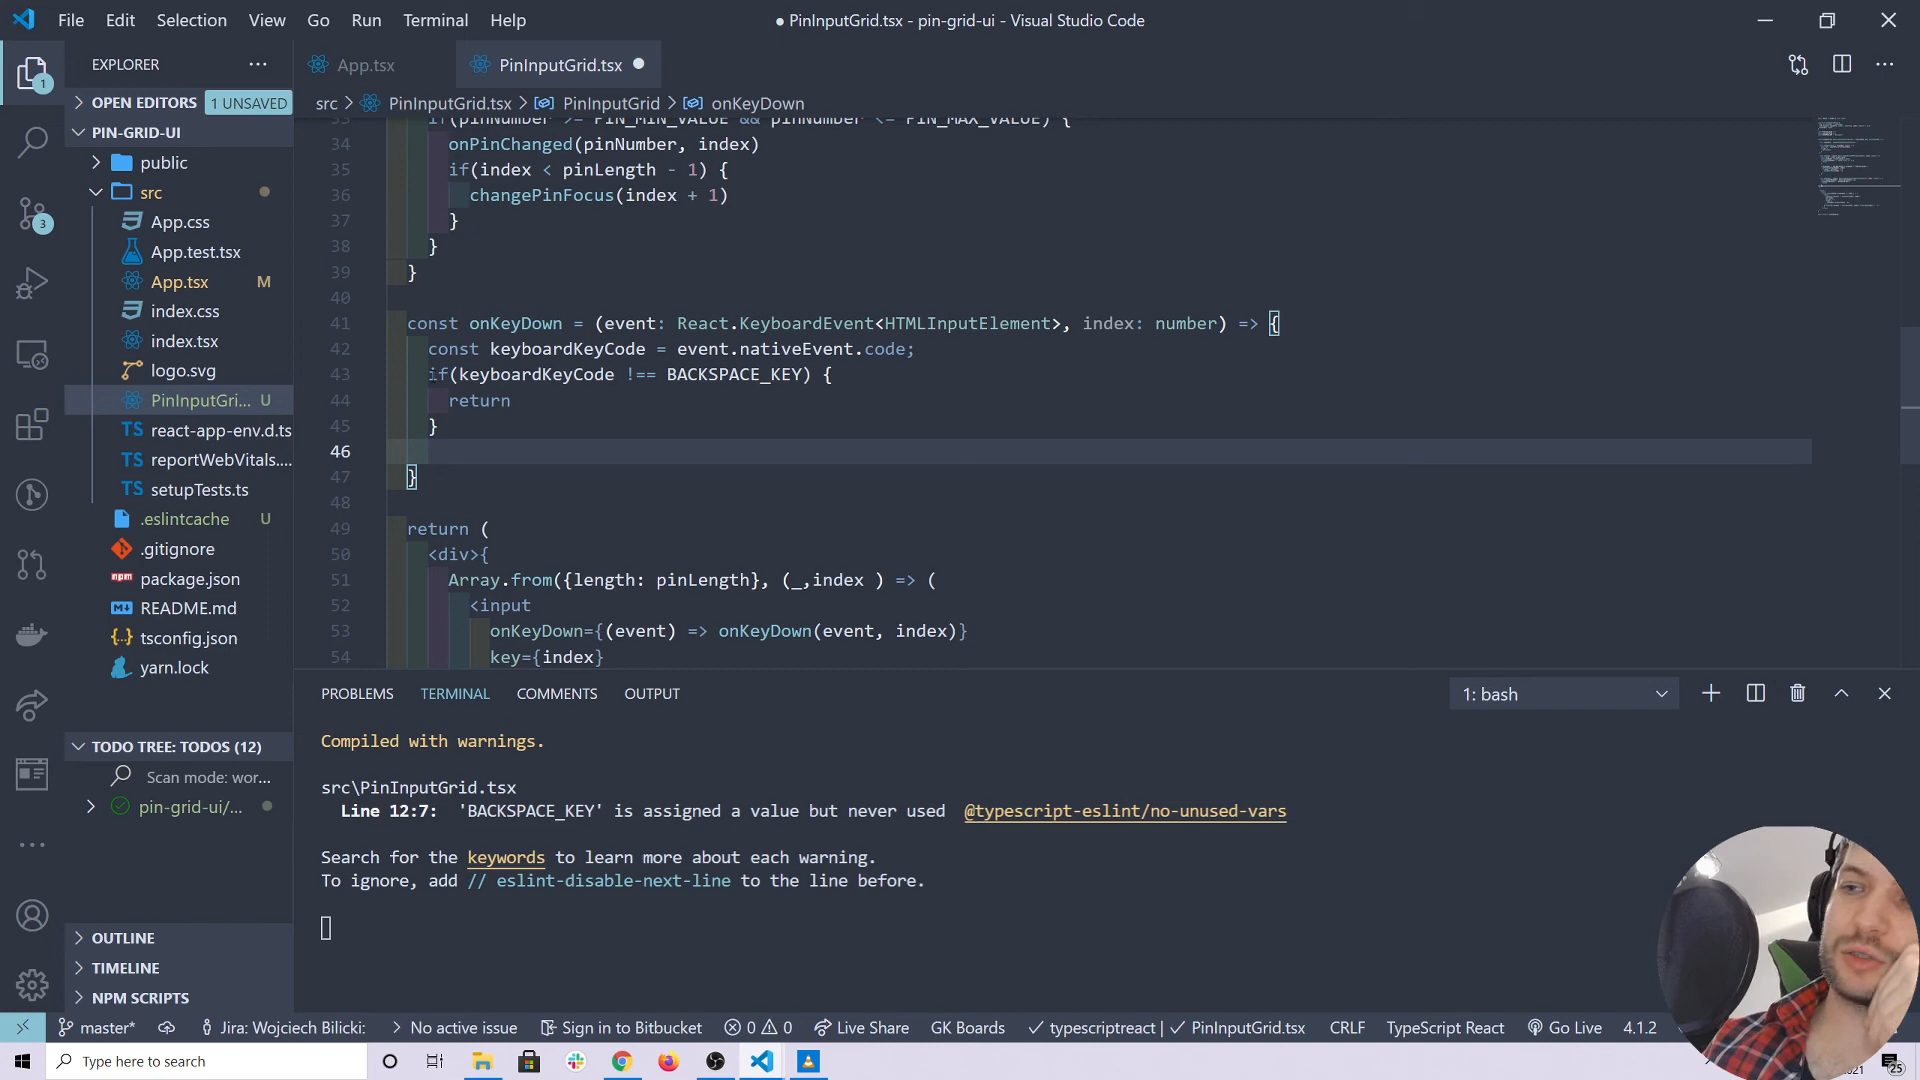 File Edit Selection View Go Run Terminal Help
● PinInputGrid.tsx - pin-grid-ui - Visual Studio Code
EXPLORER
OPEN EDITORS 1 UNSAVED
PIN-GRID-UI
public
src
App.css
App.test.tsx
App.tsx M
index.css
index.tsx
logo.svg
PinInputGri... U
react-app-env.d.ts
reportWebVitals....
setupTests.ts
.eslintcache U
.gitignore
package.json
README.md
tsconfig.json
yarn.lock
TODO TREE: TODOS (12)
Scan mode: wor...
pin-grid-ui/...
OUTLINE
TIMELINE
NPM SCRIPTS
App.tsx PinInputGrid.tsx
src > PinInputGrid.tsx > PinInputGrid > onKeyDown
33 if(pinNumber >= PIN_MIN_VALUE && pinNumber <= PIN_MAX_VALUE) {
34 onPinChanged(pinNumber, index)
35 if(index < pinLength - 1) {
36 changePinFocus(index + 1)
37 }
38 }
39 }
40
41 const onKeyDown = (event: React.KeyboardEvent<HTMLInputElement>, index: number) => {
42 const keyboardKeyCode = event.nativeEvent.code;
43 if(keyboardKeyCode !== BACKSPACE_KEY) {
44 return
45 }
46
47 }
48
49 return (
50 <div>{
51 Array.from({length: pinLength}, (_,index ) => (
52 <input
53 onKeyDown={(event) => onKeyDown(event, index)}
54 key={index}
PROBLEMS TERMINAL COMMENTS OUTPUT
1: bash
Compiled with warnings.
src\PinInputGrid.tsx
Line 12:7: 'BACKSPACE_KEY' is assigned a value but never used @typescript-eslint/no-unused-vars
Search for the keywords to learn more about each warning.
To ignore, add // eslint-disable-next-line to the line before.
master* Jira: Wojciech Bilicki: No active issue Sign in to Bitbucket 0 0 Live Share GK Boards typescriptreact | PinInputGrid.tsx CRLF TypeScript React Go Live 4.1.2
Type here to search
25
1
3